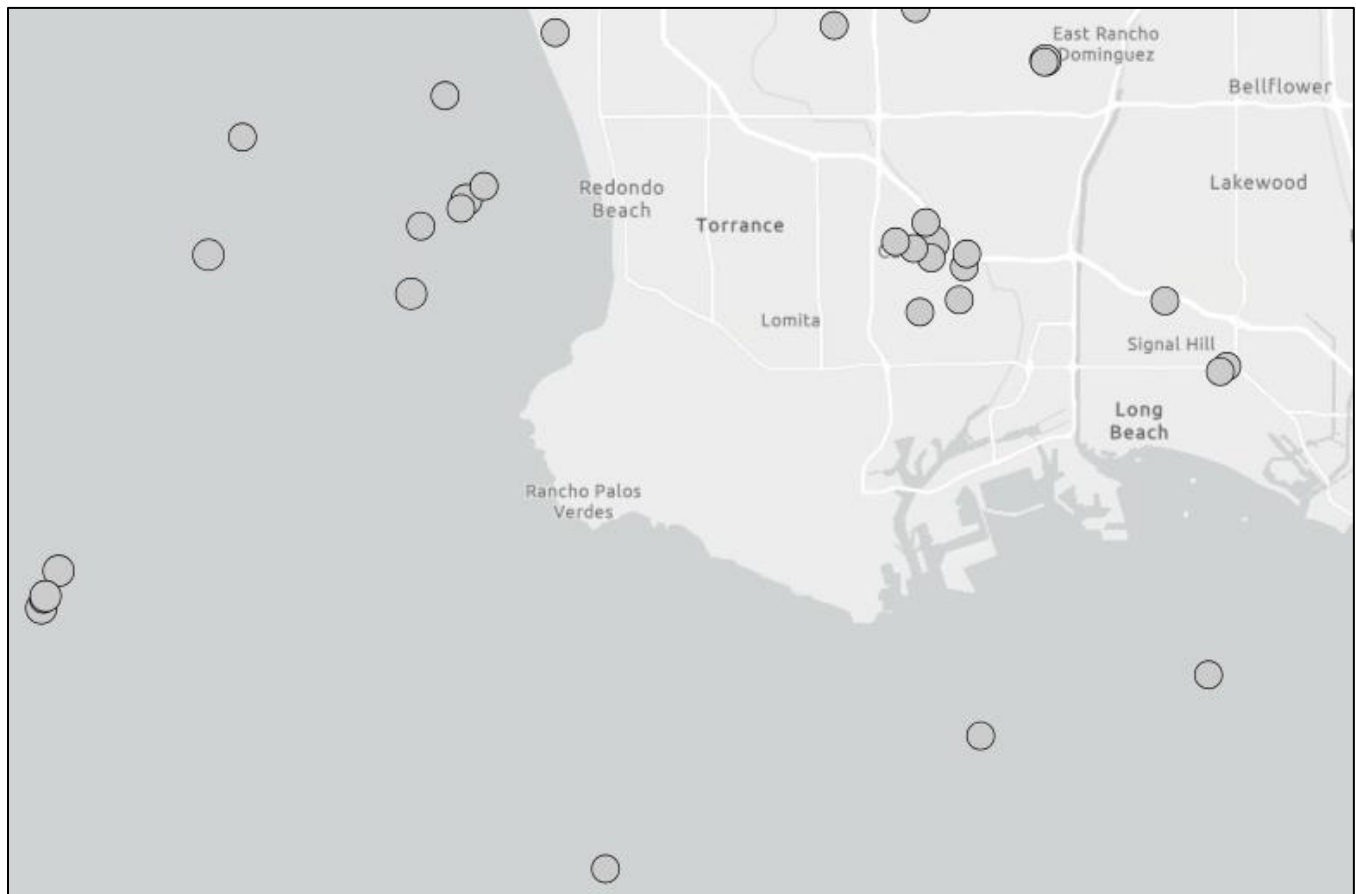 East Rancho
Dominguez
Bellflower
Redondo
Beach
Lakewood
Torrance
Lomita
Signal Hill
Long
Beach
Rancho Palos
Verdes